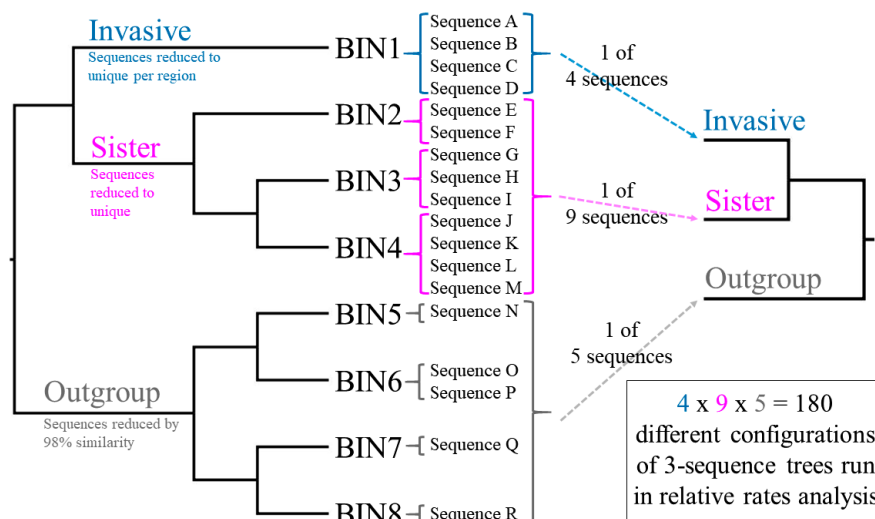 Invasive
Sequences reduced to
unique per region
BIN1
Sequence A
Sequence B
Sequence C
Sequence D
1 of
4 sequences
Sister
Sequences
reduced to
unique
BIN2
Sequence E
Sequence F
BIN3
Sequence G
Sequence H
Sequence I
BIN4
Sequence J
Sequence K
Sequence L
Sequence M
1 of
9 sequences
Outgroup
Sequences reduced by
98% similarity
BIN5
Sequence N
BIN6
Sequence O
Sequence P
BIN7
Sequence Q
BIN8
Sequence R
1 of
5 sequences
Invasive
Sister
Outgroup
4 x 9 x 5 = 180
different configurations
of 3-sequence trees run
in relative rates analysis